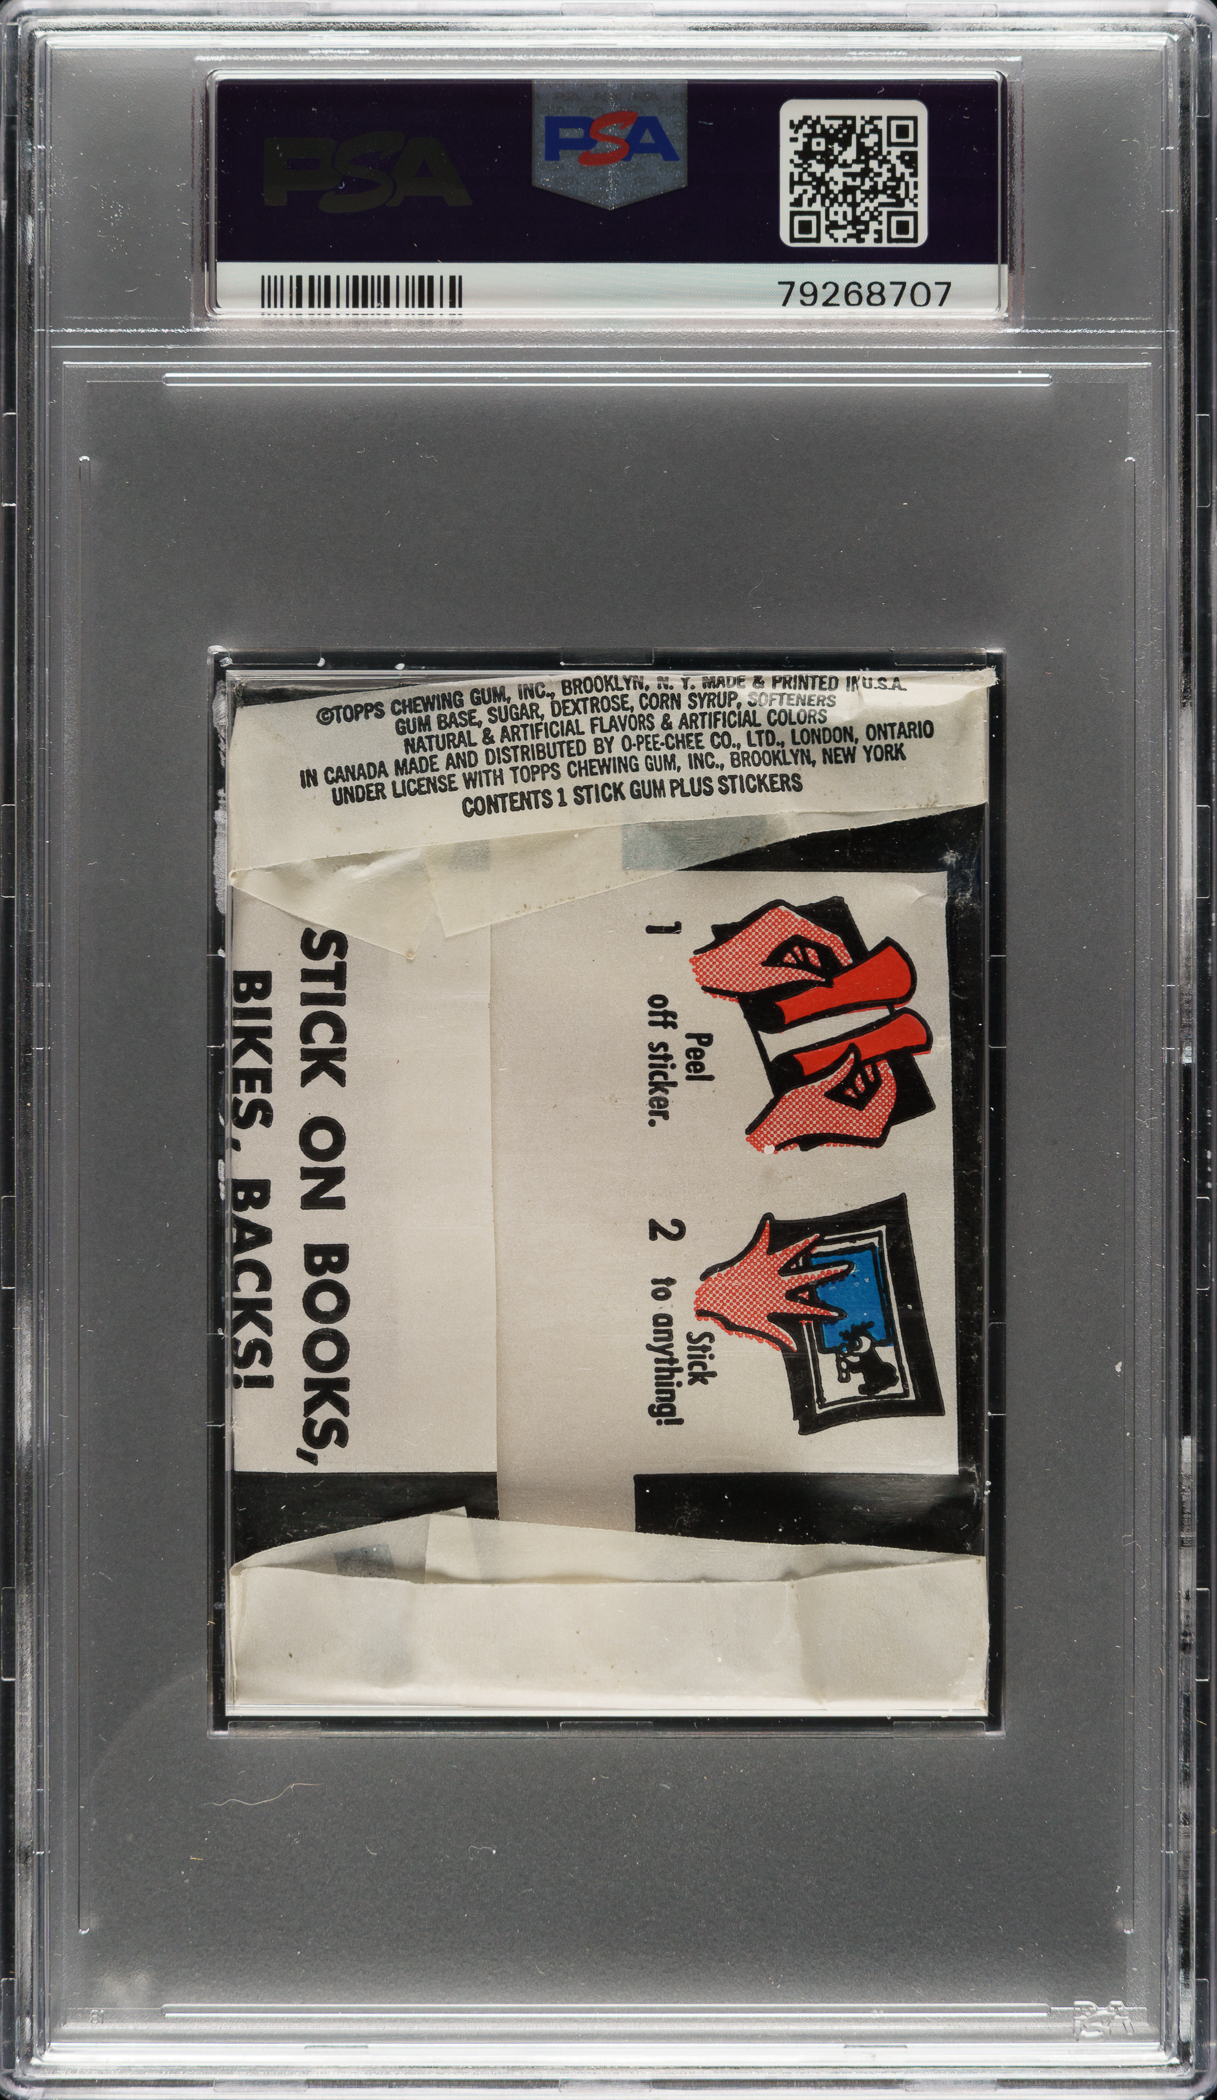 PSA
PSA
79268707
©TOPPS CHEWING GUM, INC., BROOKLYN, N. Y. MADE & PRINTED IN U.S.A.
GUM BASE, SUGAR, DEXTROSE, CORN SYRUP, SOFTENERS
NATURAL & ARTIFICIAL FLAVORS & ARTIFICIAL COLORS
IN CANADA MADE AND DISTRIBUTED BY O-PEE-CHEE CO., LTD., LONDON, ONTARIO
UNDER LICENSE WITH TOPPS CHEWING GUM, INC., BROOKLYN, NEW YORK
CONTENTS 1 STICK GUM PLUS STICKERS
1 Peel
off sticker.
2 Stick
to anything!
STICK ON BOOKS,
BIKES, BACKS!
PSA